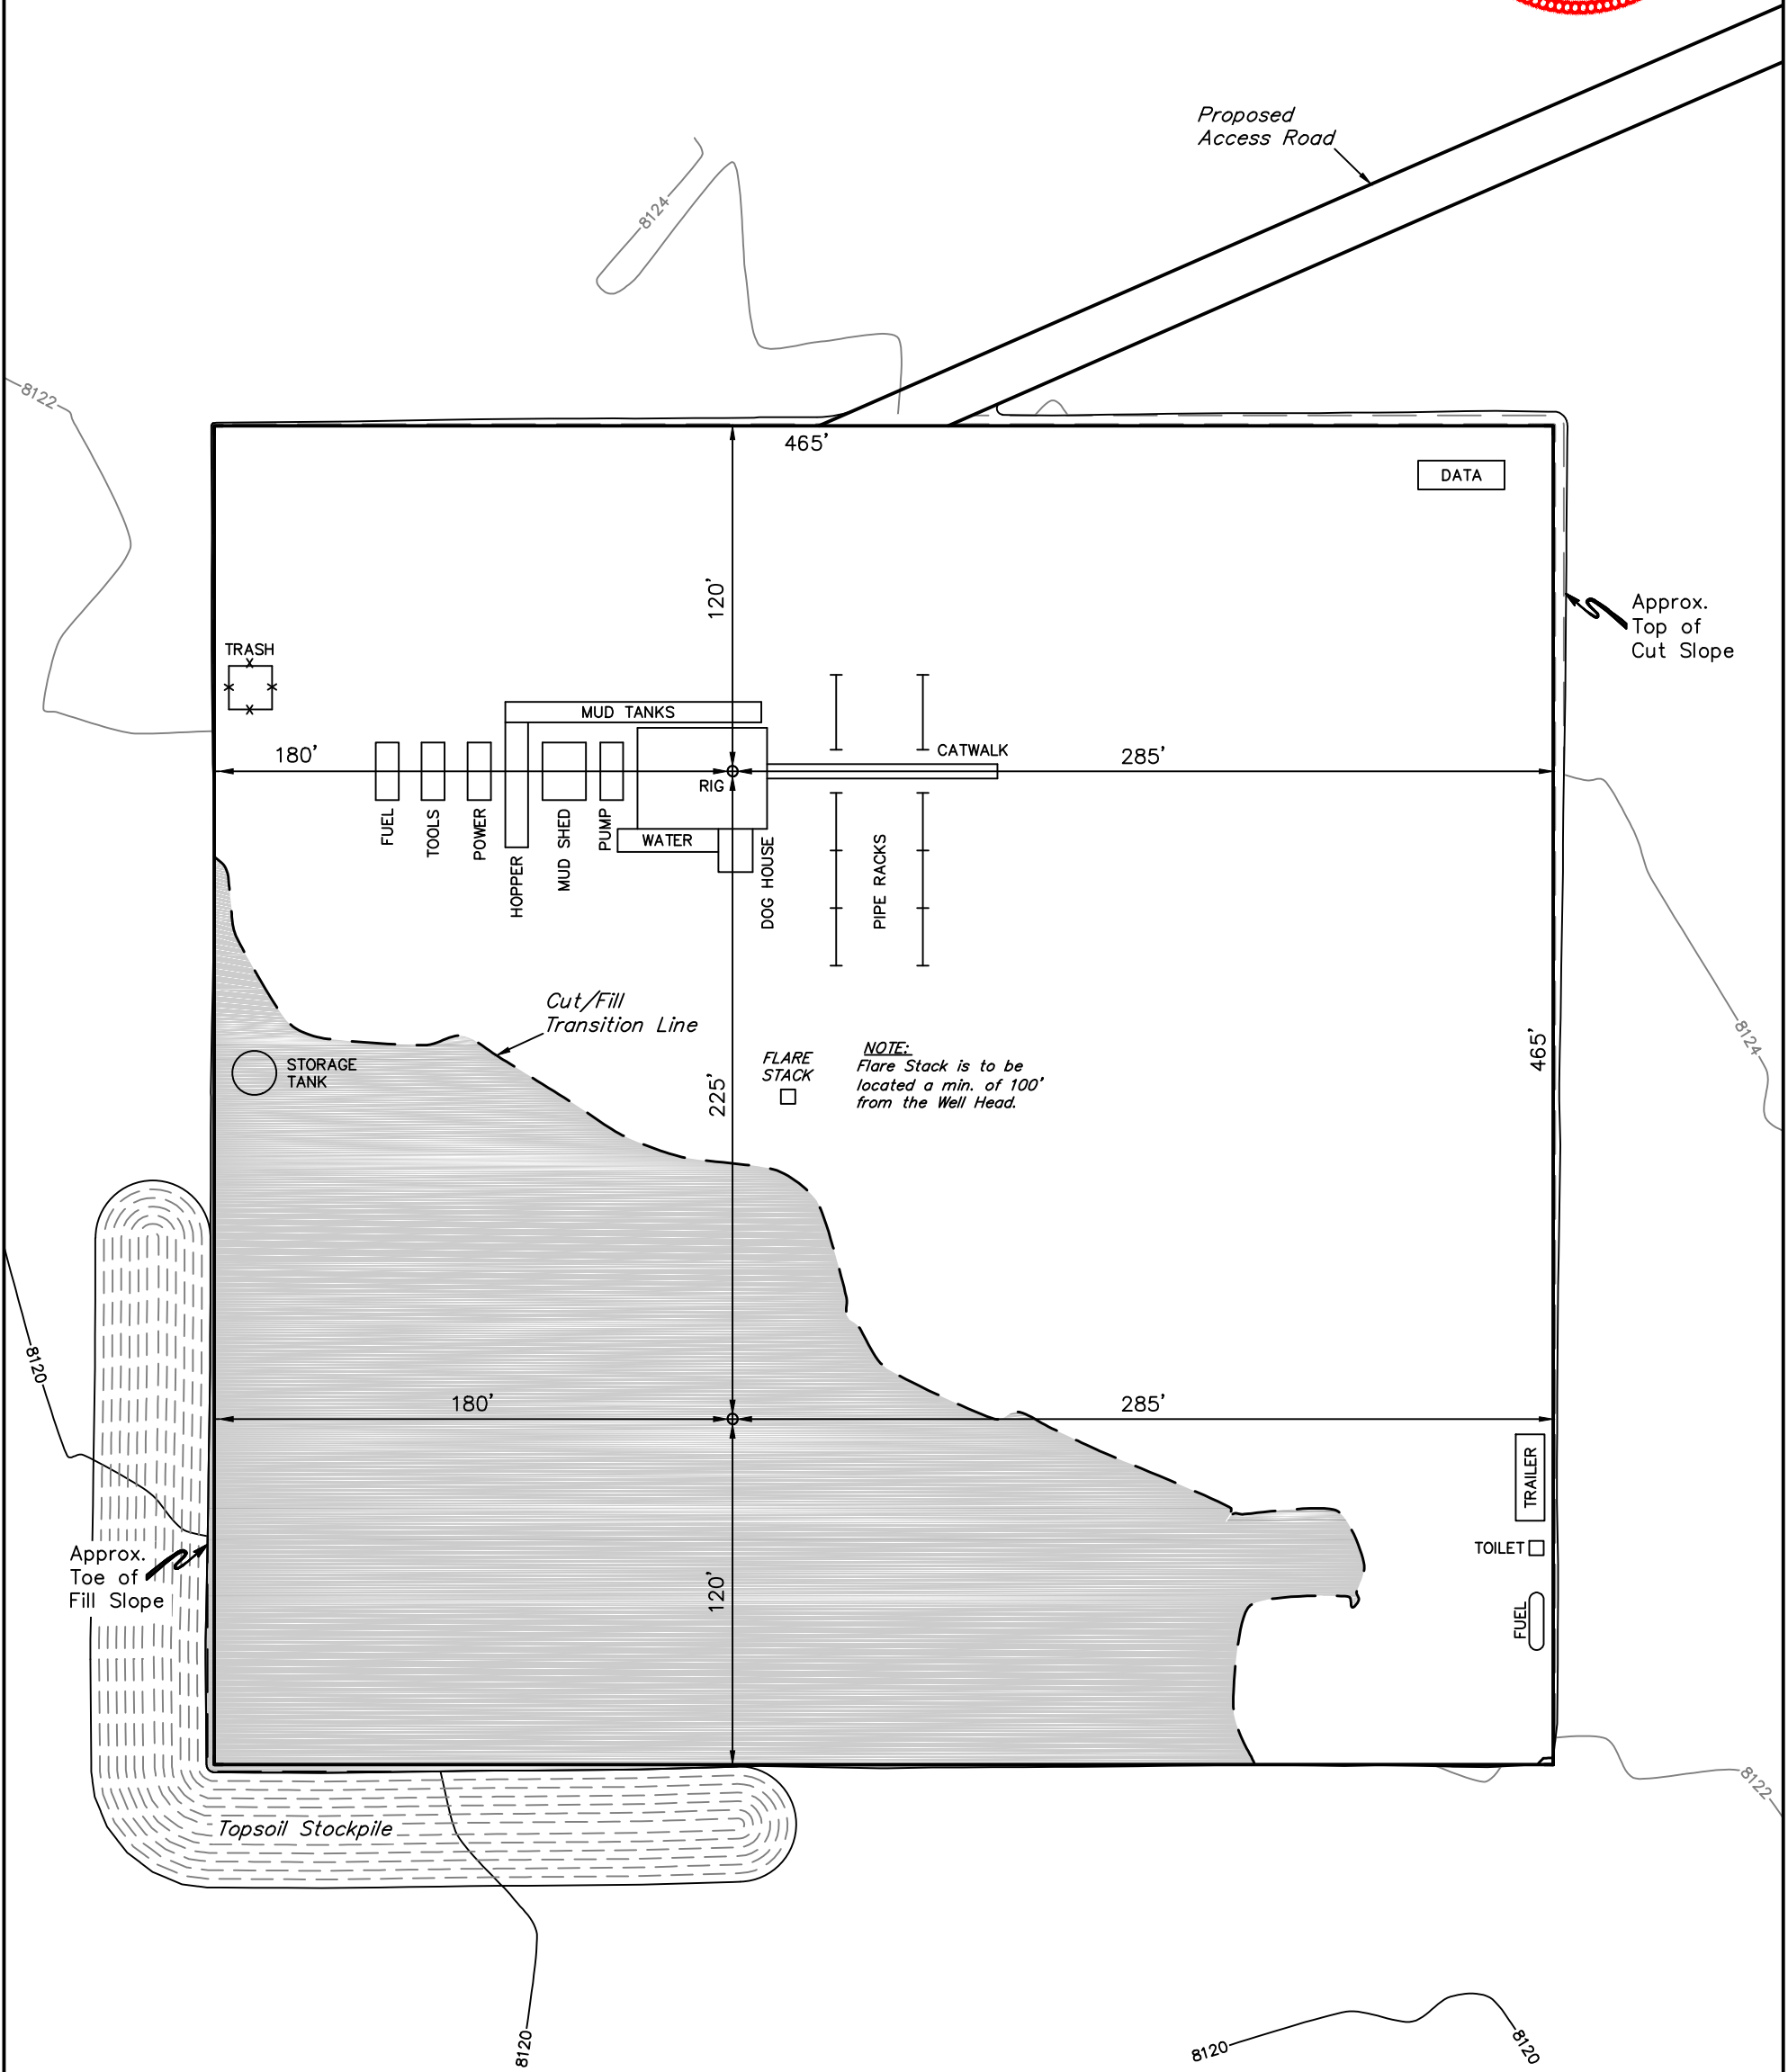 Proposed
Access Road
8124
8122
465'
DATA
120'
Approx.
Top of
Cut Slope
TRASH
MUD TANKS
180'
CATWALK
285'
RIG
FUEL
TOOLS
POWER
HOPPER
MUD SHED
PUMP
WATER
DOG HOUSE
PIPE RACKS
Cut/Fill
Transition Line
STORAGE
TANK
FLARE
STACK
NOTE:
Flare Stack is to be
located a min. of 100'
from the Well Head.
225'
465'
8124
8120
180'
285'
TRAILER
TOILET
FUEL
Approx.
Toe of
Fill Slope
120'
8122
Topsoil Stockpile
8120
8120
8120